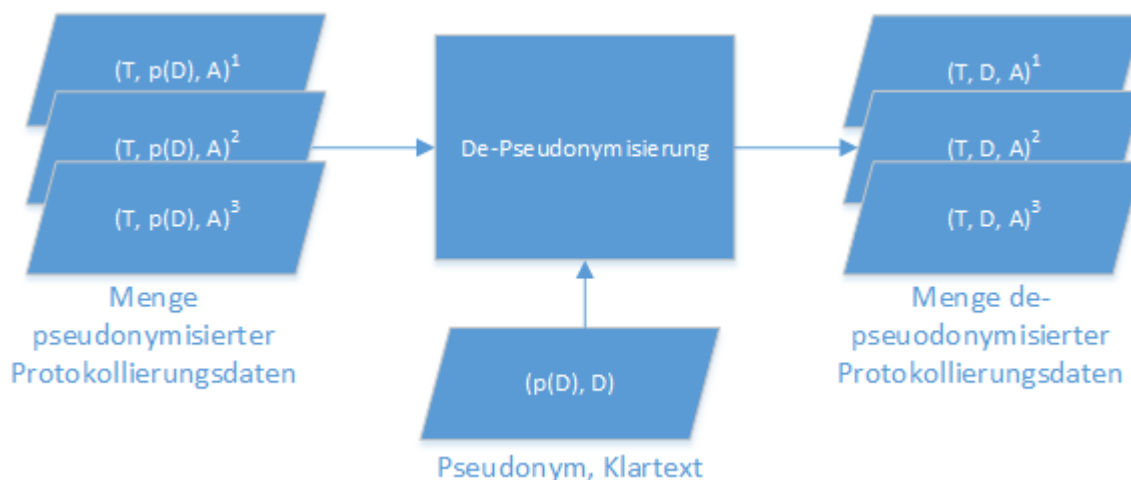 (T, p(D), A)¹
(T, p(D), A)²
(T, p(D), A)³
Menge
pseudonymisierter
Protokollierungsdaten
De-Pseudonymisierung
(p(D), D)
Pseudonym, Klartext
(T, D, A)¹
(T, D, A)²
(T, D, A)³
Menge de-
pseuodonymisierter
Protokollierungsdaten